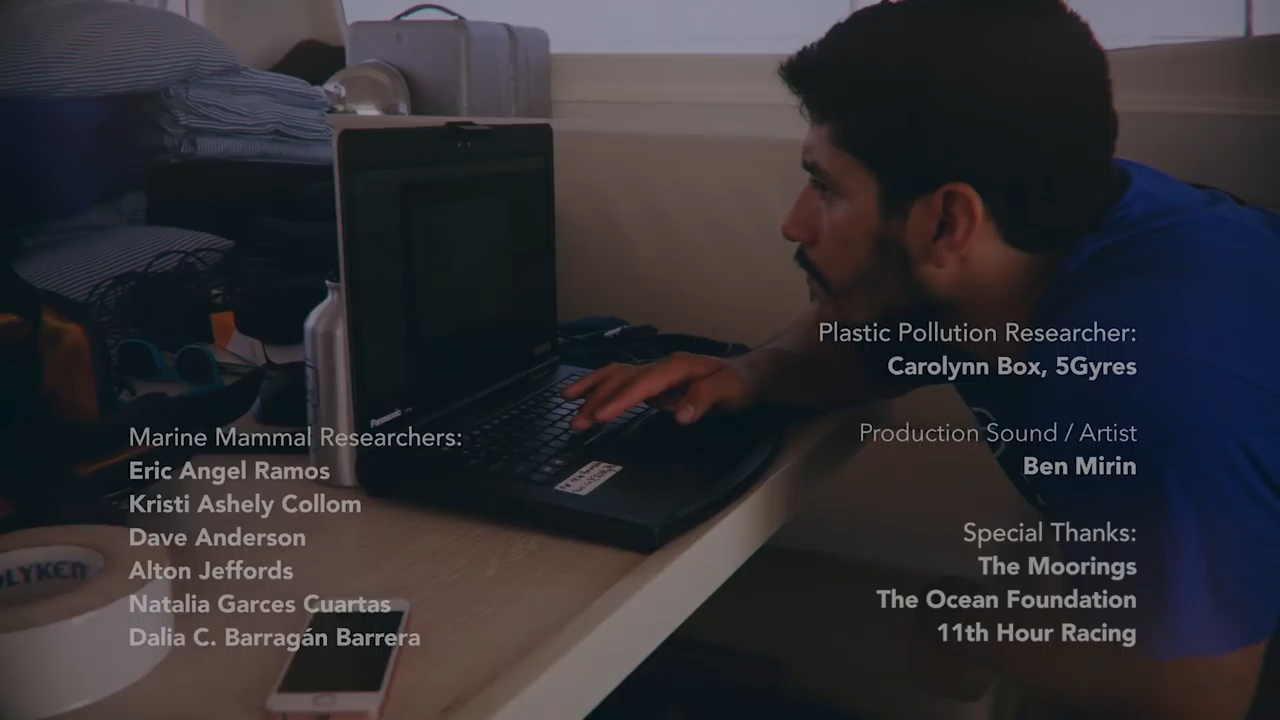 Marine Mammal Researchers:
Eric Angel Ramos
Kristi Ashely Collom
Dave Anderson
Alton Jeffords
Natalia Garces Cuartas
Dalia C. Barragán Barrera
Plastic Pollution Researcher:
Carolynn Box, 5Gyres
Production Sound / Artist
Ben Mirin
Special Thanks:
The Moorings
The Ocean Foundation
11th Hour Racing
Panasonic
OLYKEN